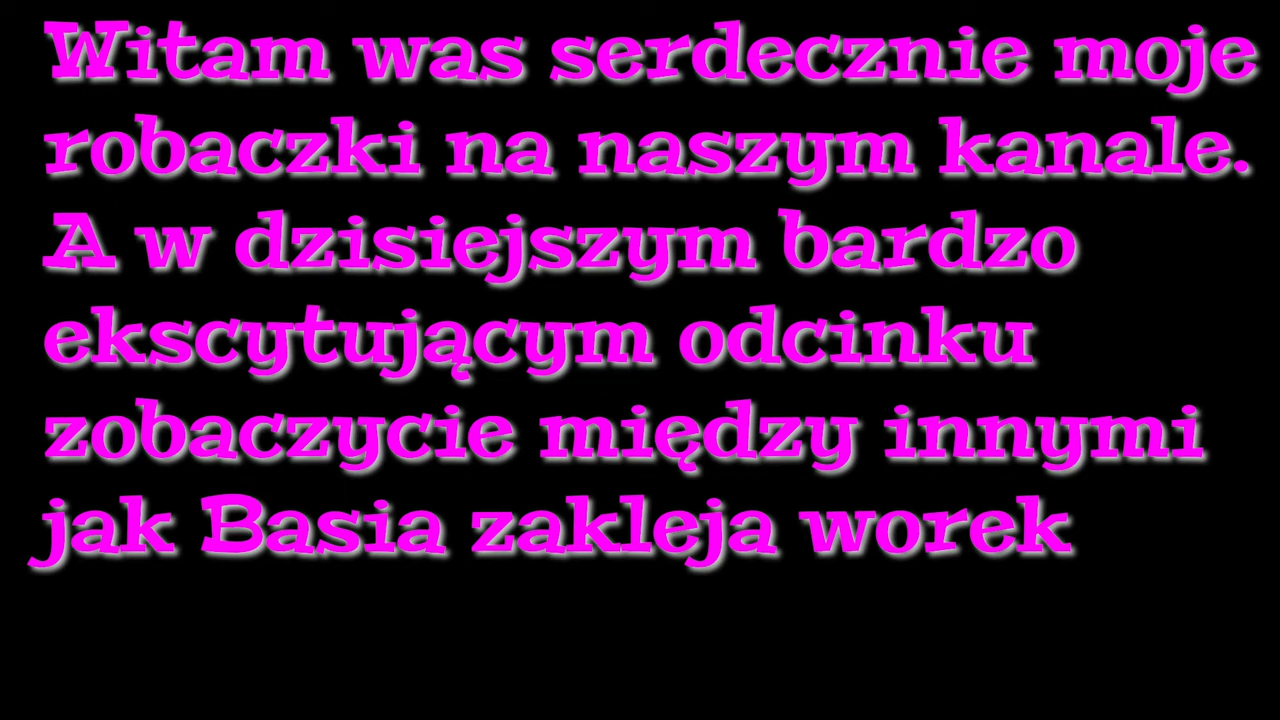 Witam was serdecznie moje
robaczki na naszym kanale.
A w dzisiejszym bardzo
ekscytującym odcinku
zobaczycie między innymi
jak Basia zakleja worek